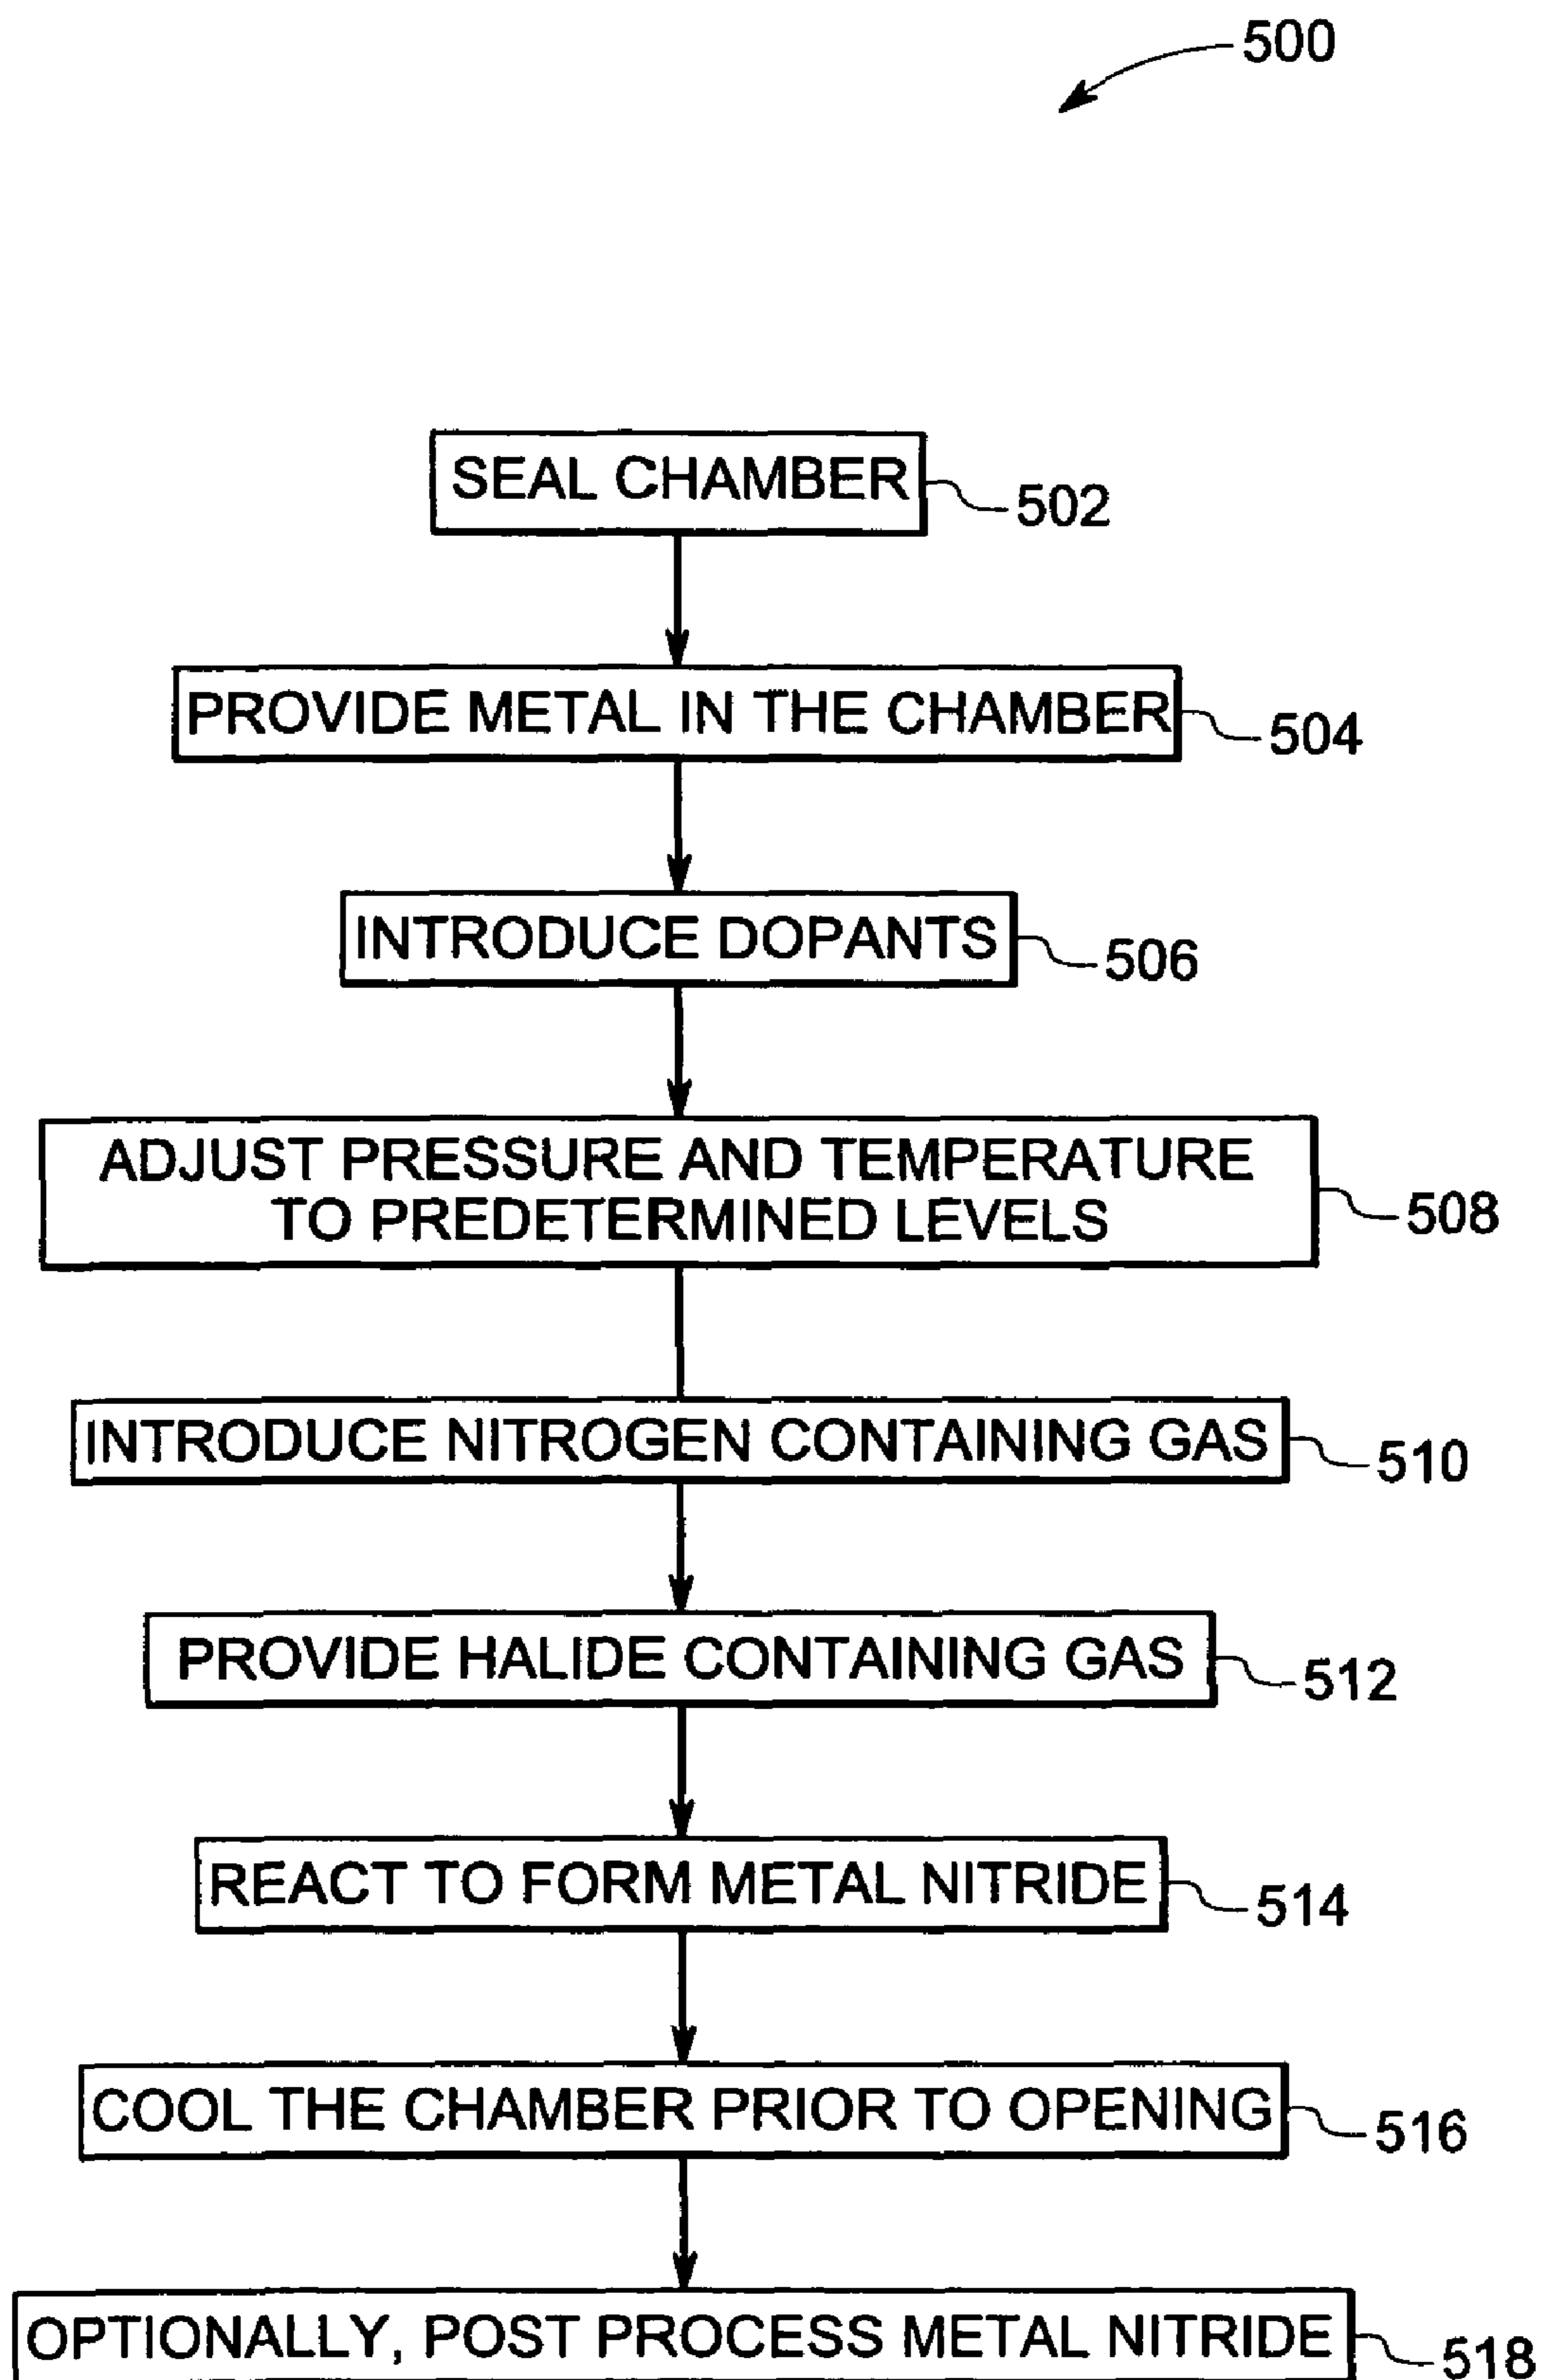 500
SEAL CHAMBER
502
PROVIDE METAL IN THE CHAMBER
504
INTRODUCE DOPANTS
506
ADJUST PRESSURE AND TEMPERATURE
TO PREDETERMINED LEVELS
508
INTRODUCE NITROGEN CONTAINING GAS
510
PROVIDE HALIDE CONTAINING GAS
512
REACT TO FORM METAL NITRIDE
514
COOL THE CHAMBER PRIOR TO OPENING
516
OPTIONALLY, POST PROCESS METAL NITRIDE
518